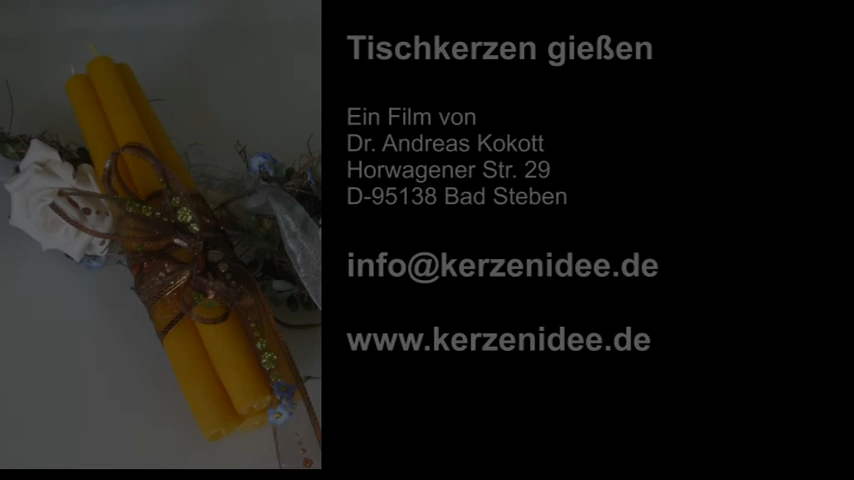 Tischkerzen gießen
Ein Film von
Dr. Andreas Kokott
Horwagener Str. 29
D-95138 Bad Steben
info@kerzenidee.de
www.kerzenidee.de